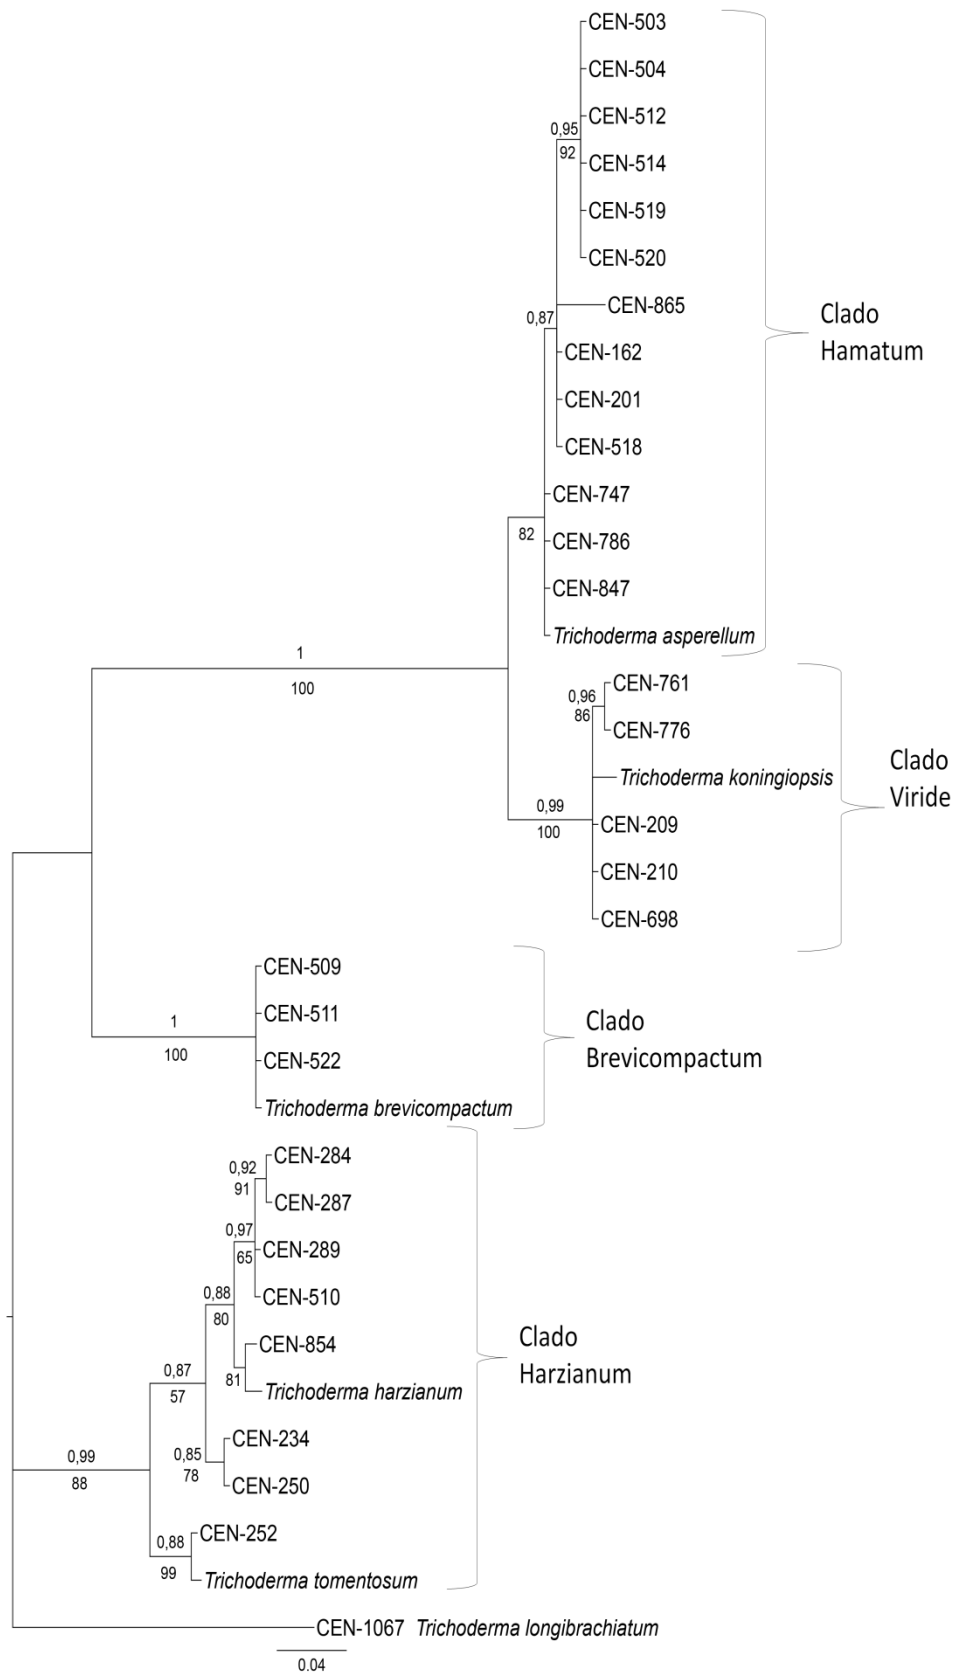 CEN-503
CEN-504
CEN-512
0,95
92
CEN-514
CEN-519
CEN-520
CEN-865
0,87
Clado
Hamatum
CEN-162
CEN-201
CEN-518
CEN-747
82
CEN-786
CEN-847
Trichoderma asperellum
1
100
CEN-761
0,96
86
CEN-776
Trichoderma koningiopsis
Clado
Viride
0,99
100
CEN-209
CEN-210
CEN-698
CEN-509
CEN-511
1
100
Clado
Brevicompactum
CEN-522
Trichoderma brevicompactum
CEN-284
0,92
91
CEN-287
0,97
65
CEN-289
CEN-510
0,88
80
CEN-854
Clado
Harzianum
81
Trichoderma harzianum
0,87
57
CEN-234
0,85
78
CEN-250
0,99
88
CEN-252
0,88
99
Trichoderma tomentosum
CEN-1067 Trichoderma longibrachiatum
0.04